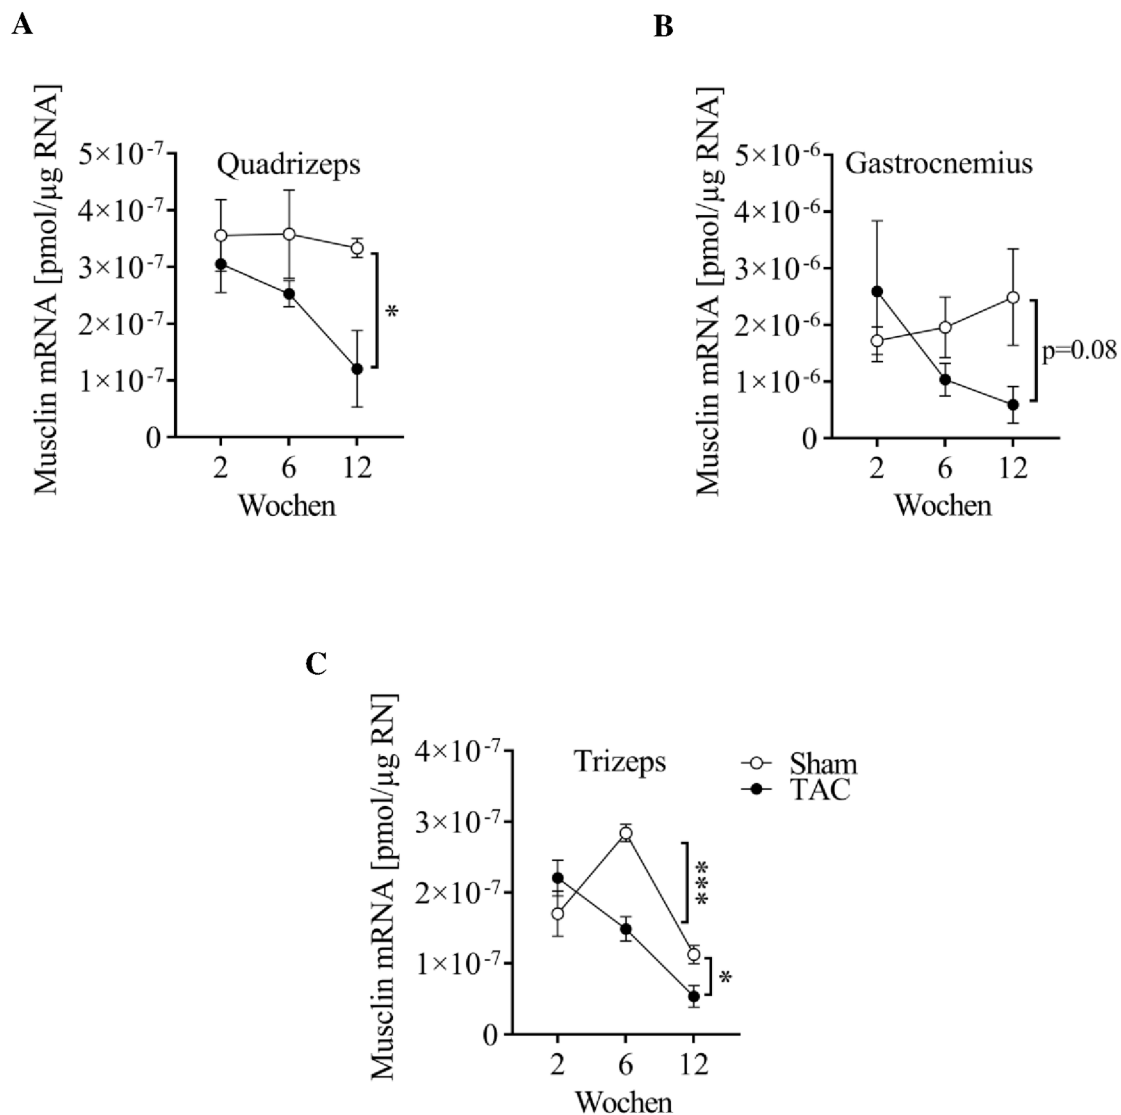 A
Musclin mRNA [pmol/µg RNA]
5×10⁻⁷
4×10⁻⁷
3×10⁻⁷
2×10⁻⁷
1×10⁻⁷
0
Quadrizeps
*
2 6 12
Wochen
B
Musclin mRNA [pmol/µg RNA]
5×10⁻⁶
4×10⁻⁶
3×10⁻⁶
2×10⁻⁶
1×10⁻⁶
0
Gastrocnemius
p=0.08
2 6 12
Wochen
C
Musclin mRNA [pmol/µg RN]
4×10⁻⁷
3×10⁻⁷
2×10⁻⁷
1×10⁻⁷
0
Trizeps
***
*
2 6 12
Wochen
Sham
TAC